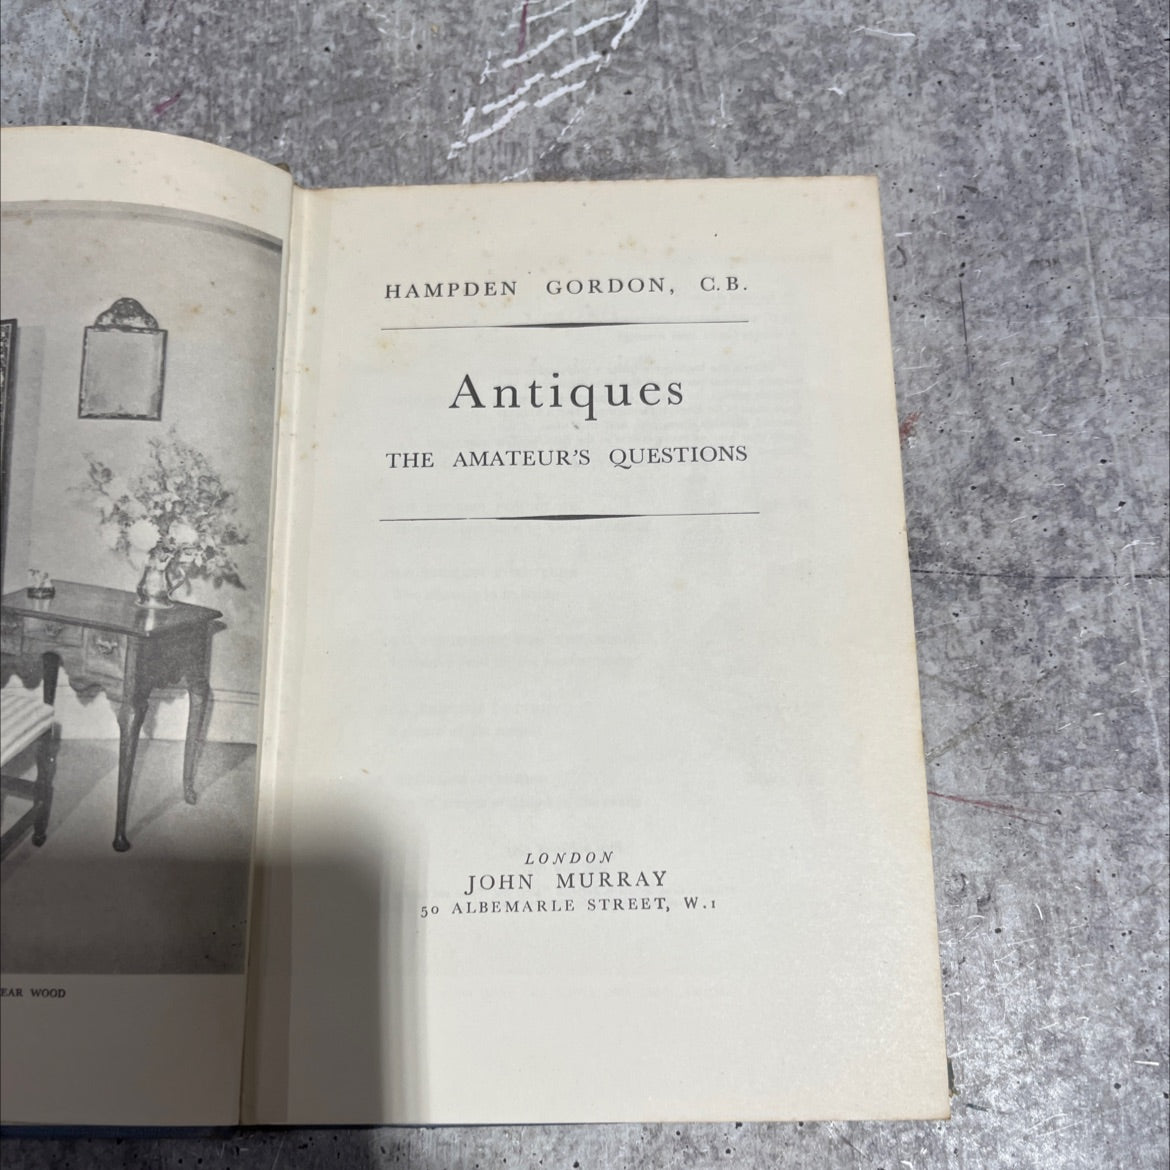 HAMPDEN GORDON, C.B.
Antiques
THE AMATEUR'S QUESTIONS
LONDON
JOHN MURRAY
50 ALBEMARLE STREET, W.1
EAR WOOD